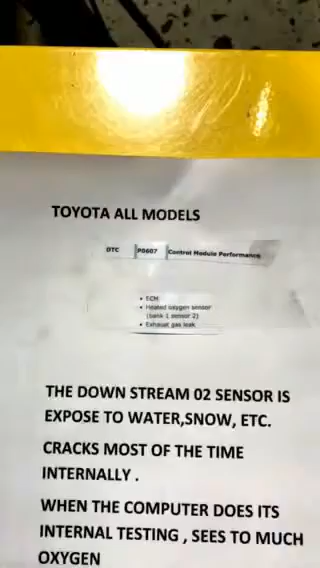 TOYOTA ALL MODELS
DTC P0607 Control Module Performance
• ECM
• Heated oxygen sensor
(bank 1 sensor 2)
• Exhaust gas leak
THE DOWN STREAM 02 SENSOR IS
EXPOSE TO WATER,SNOW, ETC.
CRACKS MOST OF THE TIME
INTERNALLY .
WHEN THE COMPUTER DOES ITS
INTERNAL TESTING , SEES TO MUCH
OXYGEN